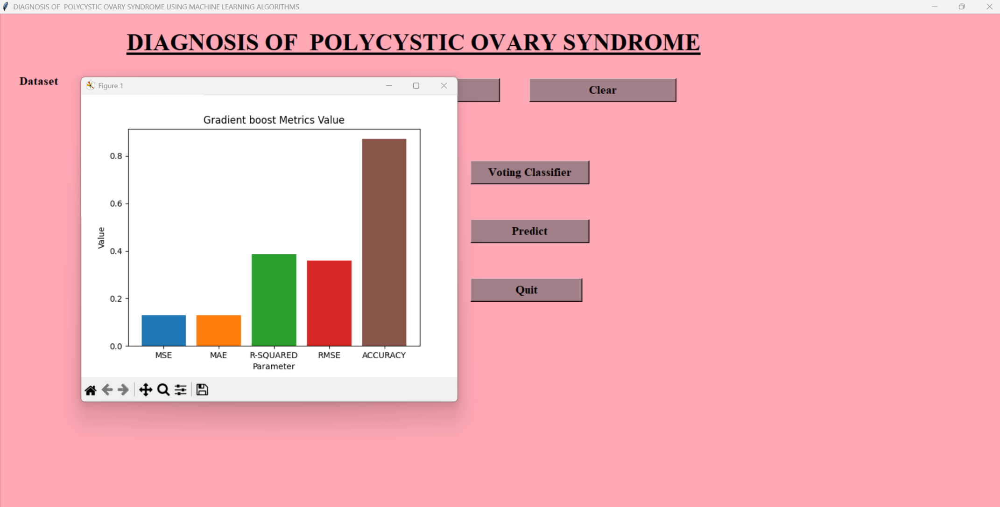 DIAGNOSIS OF  POLYCYSTIC OVARY SYNDROME USING MACHINE LEARNING ALGORITHMS
DIAGNOSIS OF  POLYCYSTIC OVARY SYNDROME
Dataset
Clear
Figure 1
Gradient boost Metrics Value
0.8
0.6
0.4
0.2
0.0
Value
MSE MAE R-SQUARED RMSE ACCURACY
Parameter
Voting Classifier
Predict
Quit